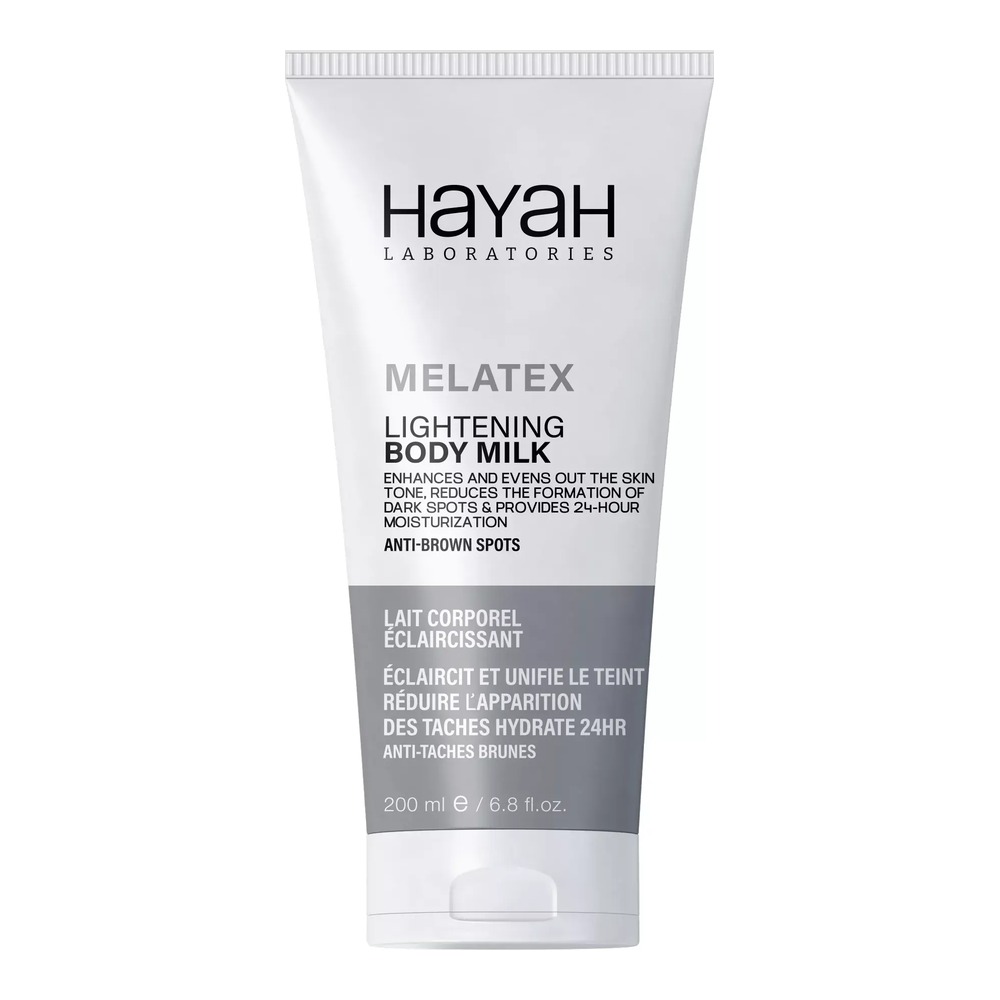 HAYAH
LABORATORIES
MELATEX
LIGHTENING
BODY MILK
ENHANCES AND EVENS OUT THE SKIN
TONE, REDUCES THE FORMATION OF
DARK SPOTS & PROVIDES 24-HOUR
MOISTURIZATION
ANTI-BROWN SPOTS
LAIT CORPOREL
ÉCLAIRCISSANT
ÉCLAIRCIT ET UNIFIE LE TEINT
RÉDUIRE L'APPARITION
DES TACHES HYDRATE 24HR
ANTI-TACHES BRUNES
200 ml e / 6.8 fl.oz.